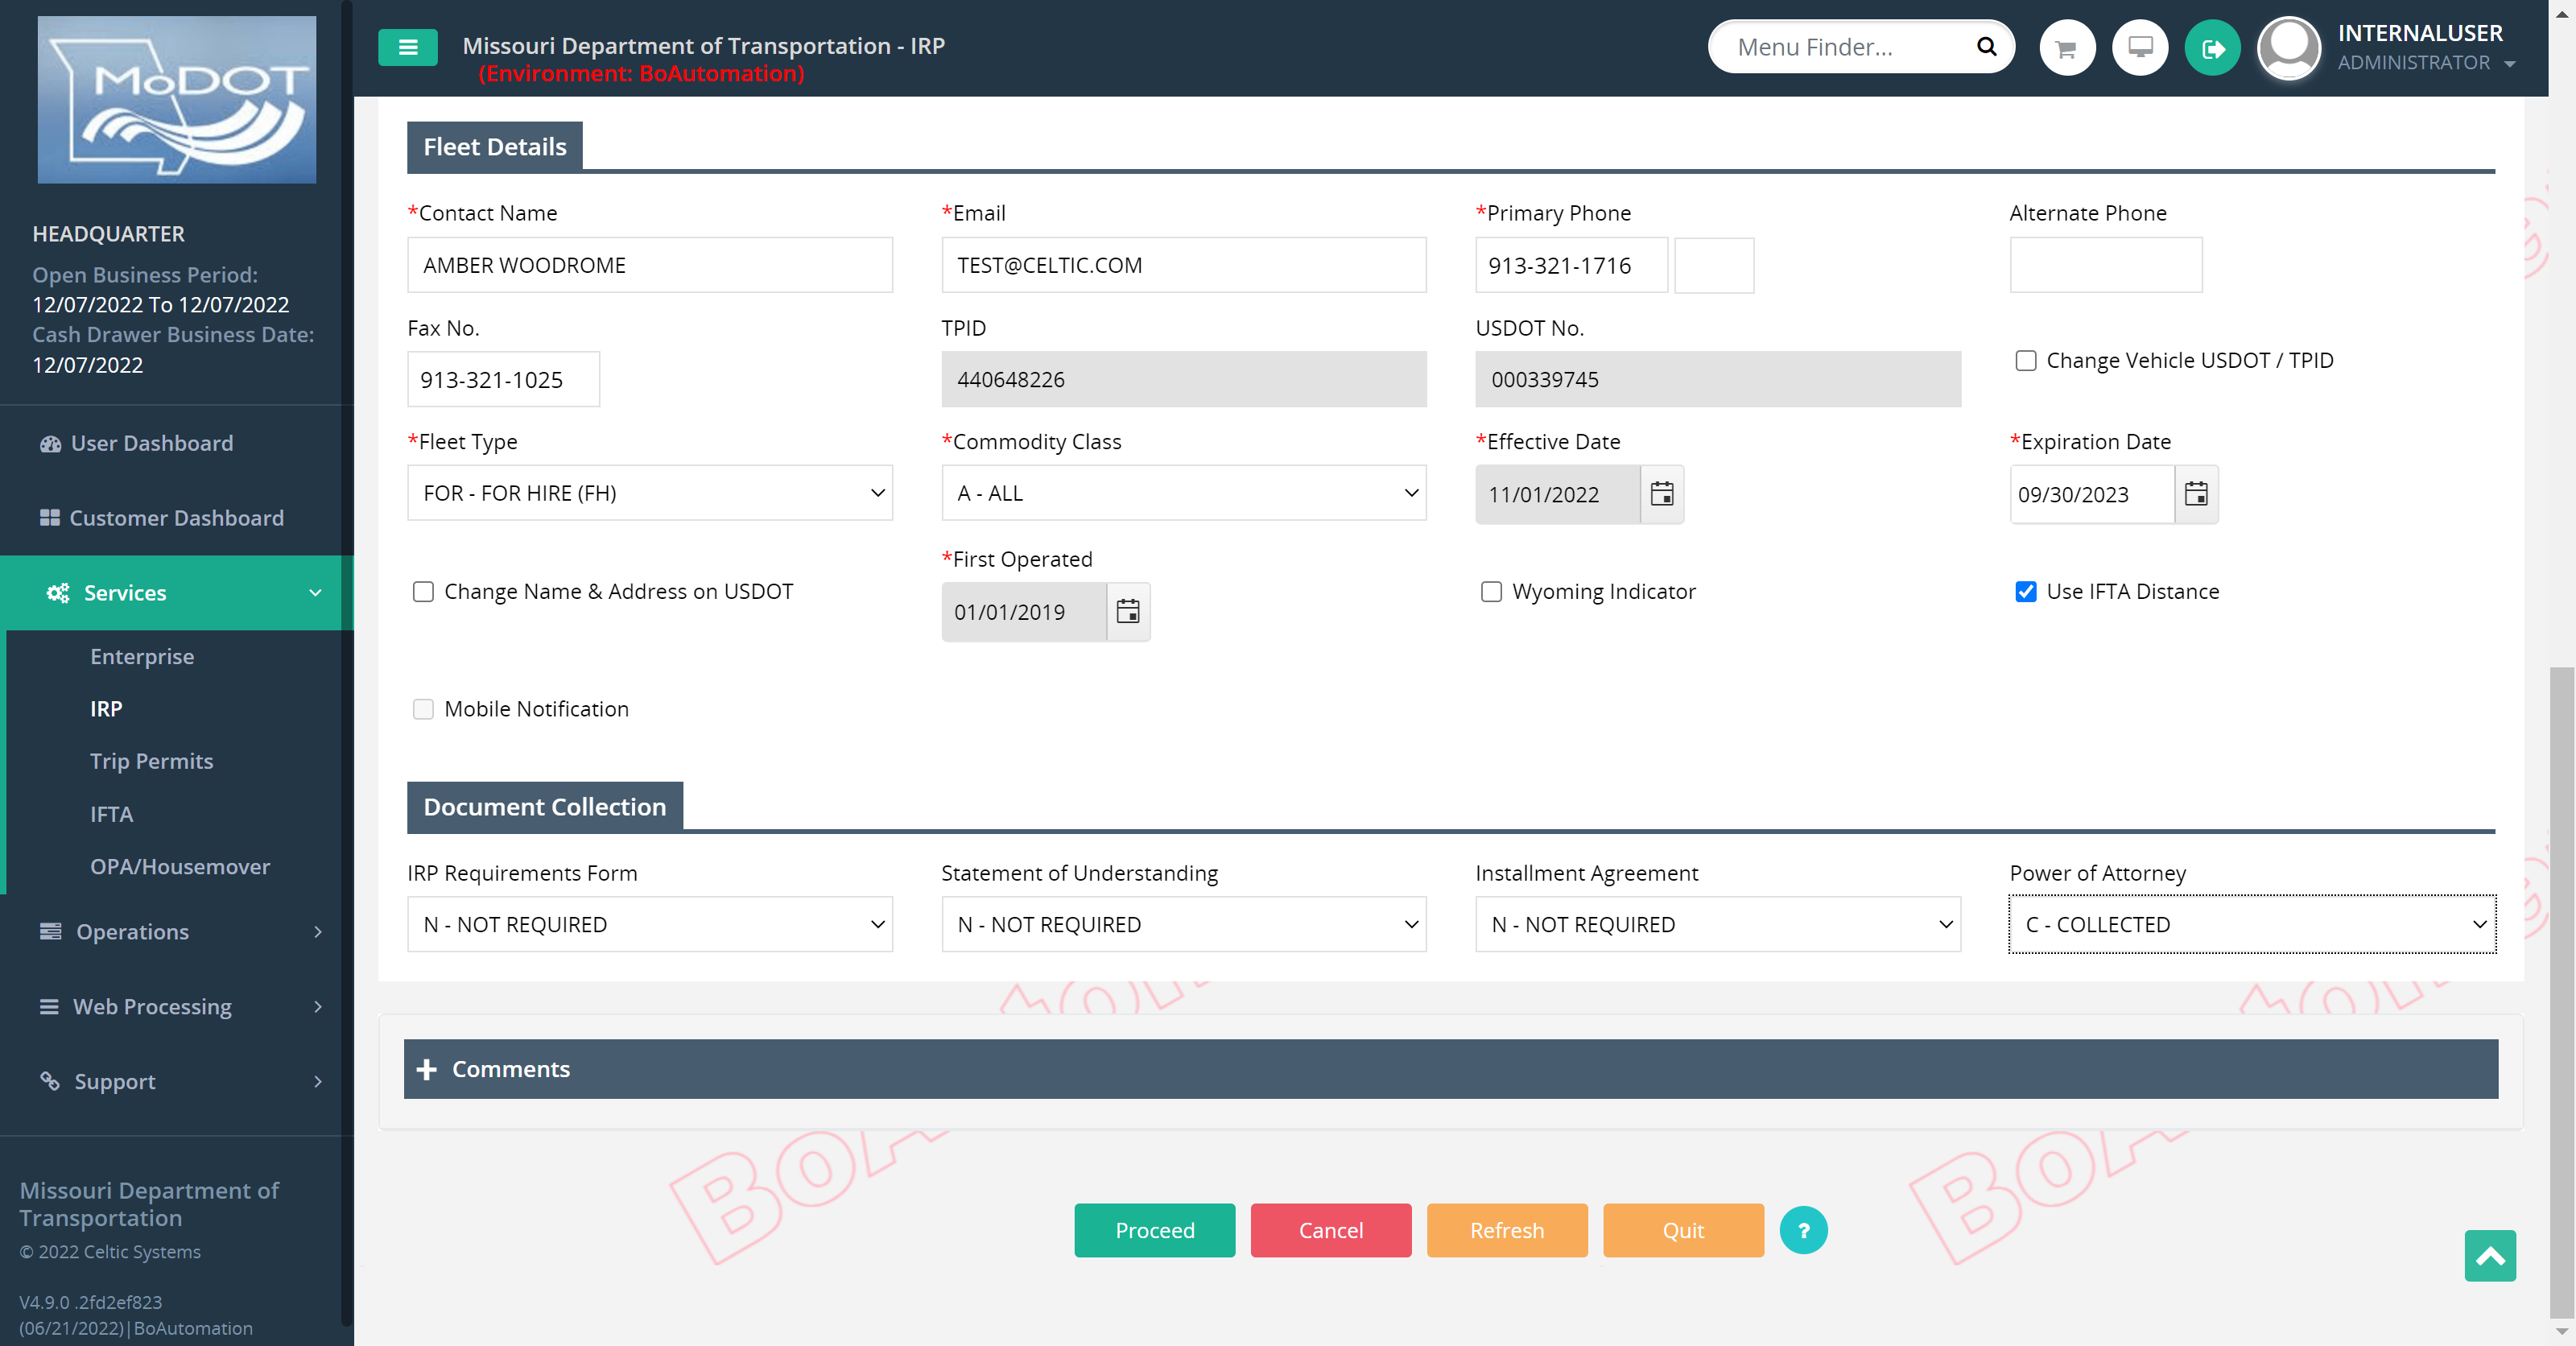 MoDOT
Missouri Department of Transportation - IRP
(Environment: BoAutomation)
Menu Finder...
INTERNALUSER
ADMINISTRATOR
HEADQUARTER
Open Business Period:
12/07/2022 To 12/07/2022
Cash Drawer Business Date:
12/07/2022
User Dashboard
Customer Dashboard
Services
Enterprise
IRP
Trip Permits
IFTA
OPA/Housemover
Operations
Web Processing
Support
Missouri Department of
Transportation
© 2022 Celtic Systems
V4.9.0 .2fd2ef823
(06/21/2022)|BoAutomation
Fleet Details
*Contact Name *Email *Primary Phone Alternate Phone
AMBER WOODROME TEST@CELTIC.COM 913-321-1716
Fax No. TPID USDOT No.
913-321-1025 440648226 000339745 Change Vehicle USDOT / TPID
*Fleet Type *Commodity Class *Effective Date *Expiration Date
FOR - FOR HIRE (FH) A - ALL 11/01/2022 09/30/2023
*First Operated
Change Name & Address on USDOT 01/01/2019 Wyoming Indicator Use IFTA Distance
Mobile Notification
Document Collection
IRP Requirements Form Statement of Understanding Installment Agreement Power of Attorney
N - NOT REQUIRED N - NOT REQUIRED N - NOT REQUIRED C - COLLECTED
+ Comments
Proceed Cancel Refresh Quit ?